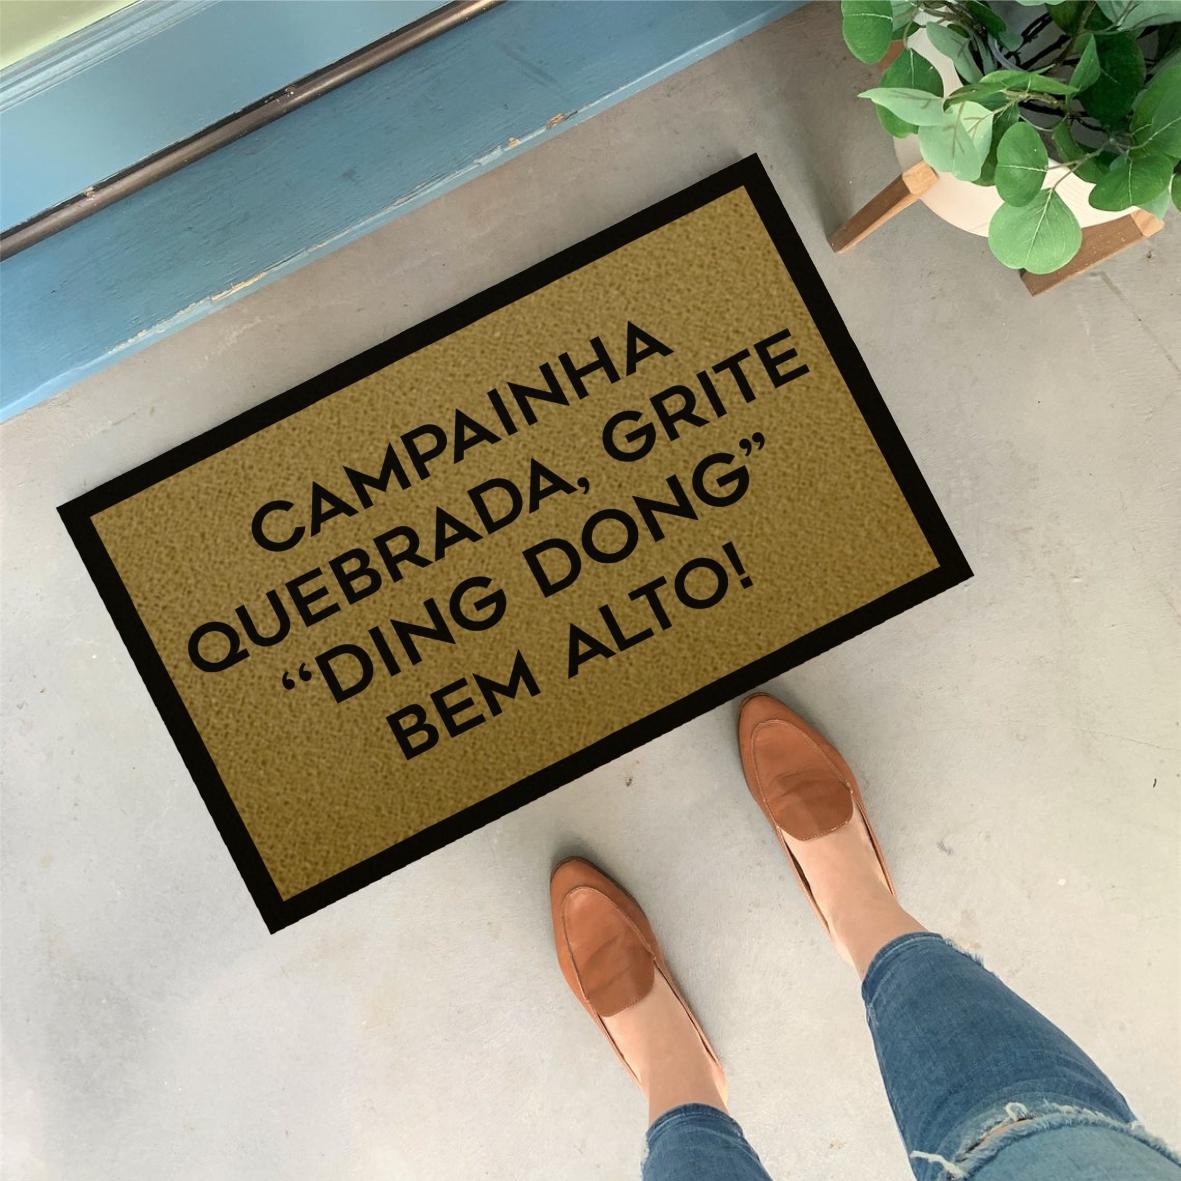 CAMPAINHA
QUEBRADA, GRITE
“DING DONG”
BEM ALTO!